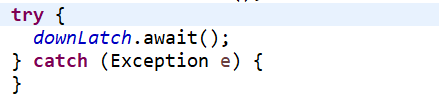 try {
downLatch.await();
} catch (Exception e) {
}